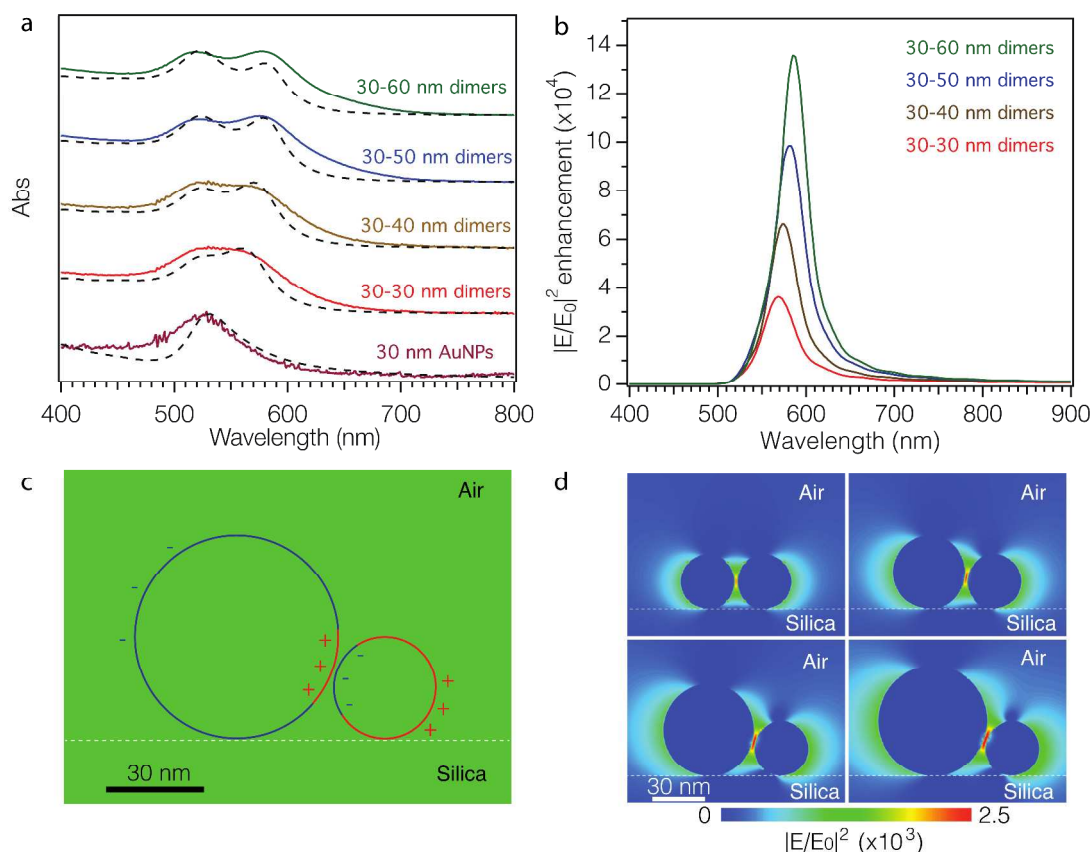 a
30-60 nm dimers
30-50 nm dimers
30-40 nm dimers
30-30 nm dimers
30 nm AuNPs
Abs
400 500 600 700 800
Wavelength (nm)
b
14
12
10
8
6
4
2
0
|E/E₀|² enhancement (x10⁴)
30-60 nm dimers
30-50 nm dimers
30-40 nm dimers
30-30 nm dimers
400 500 600 700 800 900
Wavelength (nm)
c
Air
- - -
+ + +
- - -
+ + +
30 nm
Silica
d
Air
Silica
Air
Silica
Air
30 nm
Silica
Air
Silica
0 2.5
|E/E₀|² (x10³)